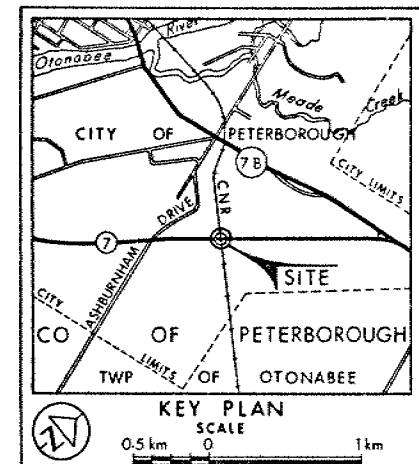 Otonabee River
Meade Creek
CITY OF PETERBOROUGH
7B
CITY LIMITS
CNR
ASHBURNHAM DRIVE
7
SITE
CITY LIMITS
CO OF PETERBOROUGH
TWP OF OTONABEE
N
KEY PLAN
SCALE
0·5 km 0 1 km